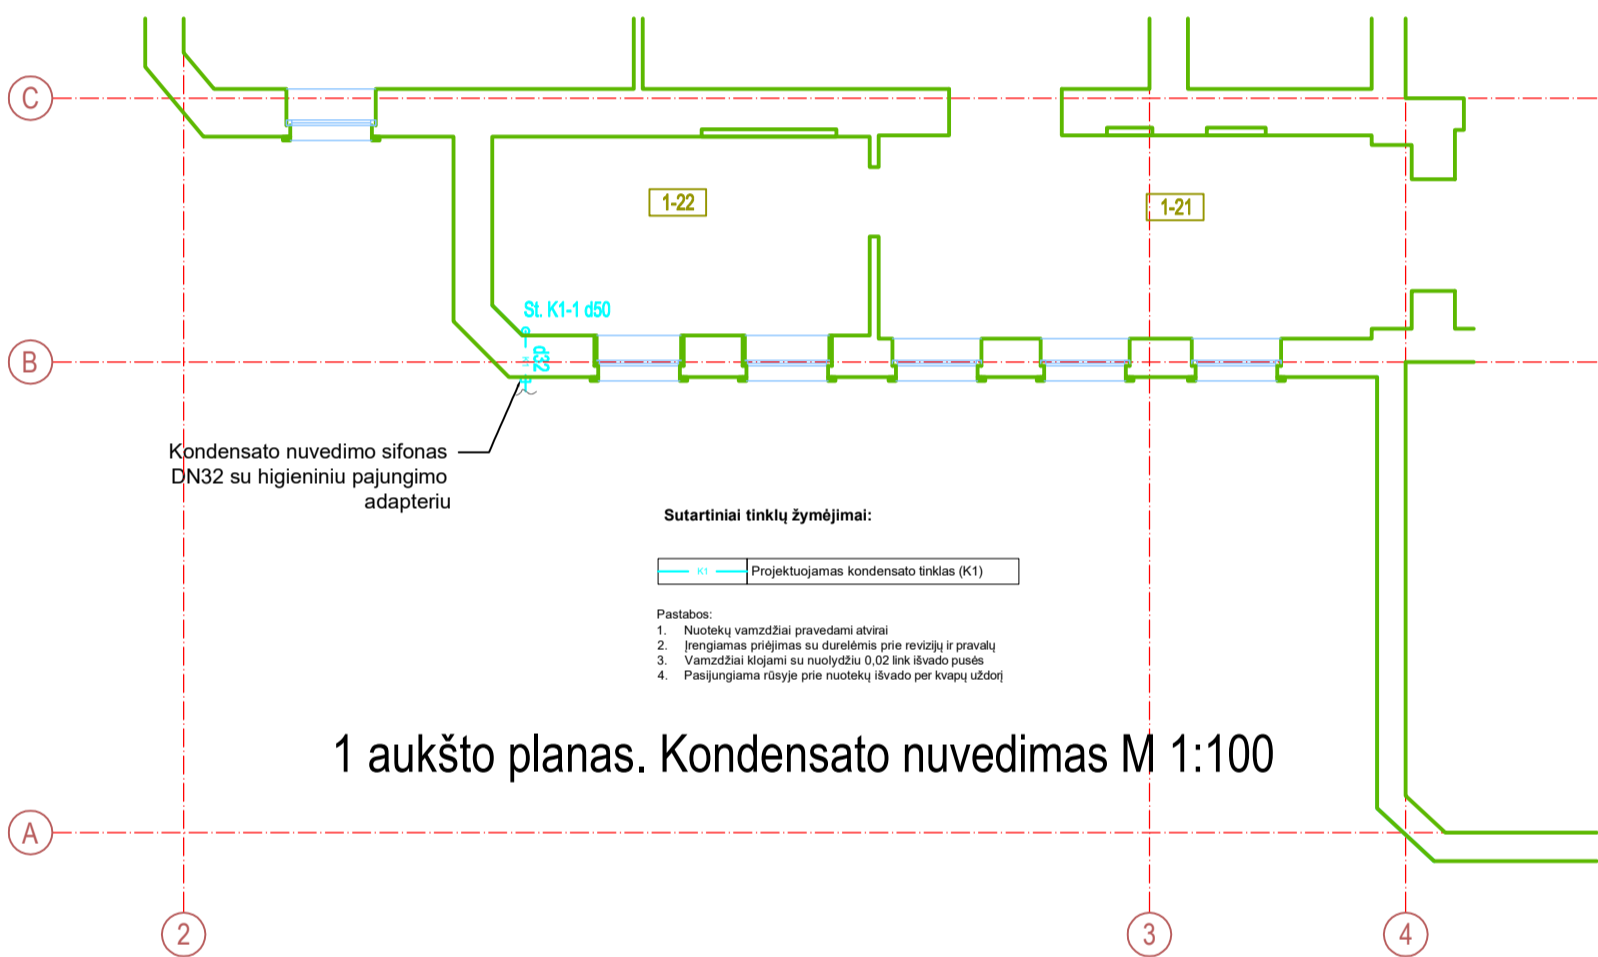 C
1-22
1-21
St. K1-1 d50
d32
K1
B
Kondensato nuvedimo sifonas
DN32 su higieniniu pajungimo
adapteriu
Sutartiniai tinklų žymėjimai:
K1 Projektuojamas kondensato tinklas (K1)
Pastabos:
1. Nuotekų vamzdžiai pravedami atvirai
2. Įrengiamas priėjimas su durelėmis prie revizijų ir pravalų
3. Vamzdžiai klojami su nuolydžiu 0,02 link išvado pusės
4. Pasijungiama rūsyje prie nuotekų išvado per kvapų uždorį
1 aukšto planas. Kondensato nuvedimas M 1:100
A
2
3
4